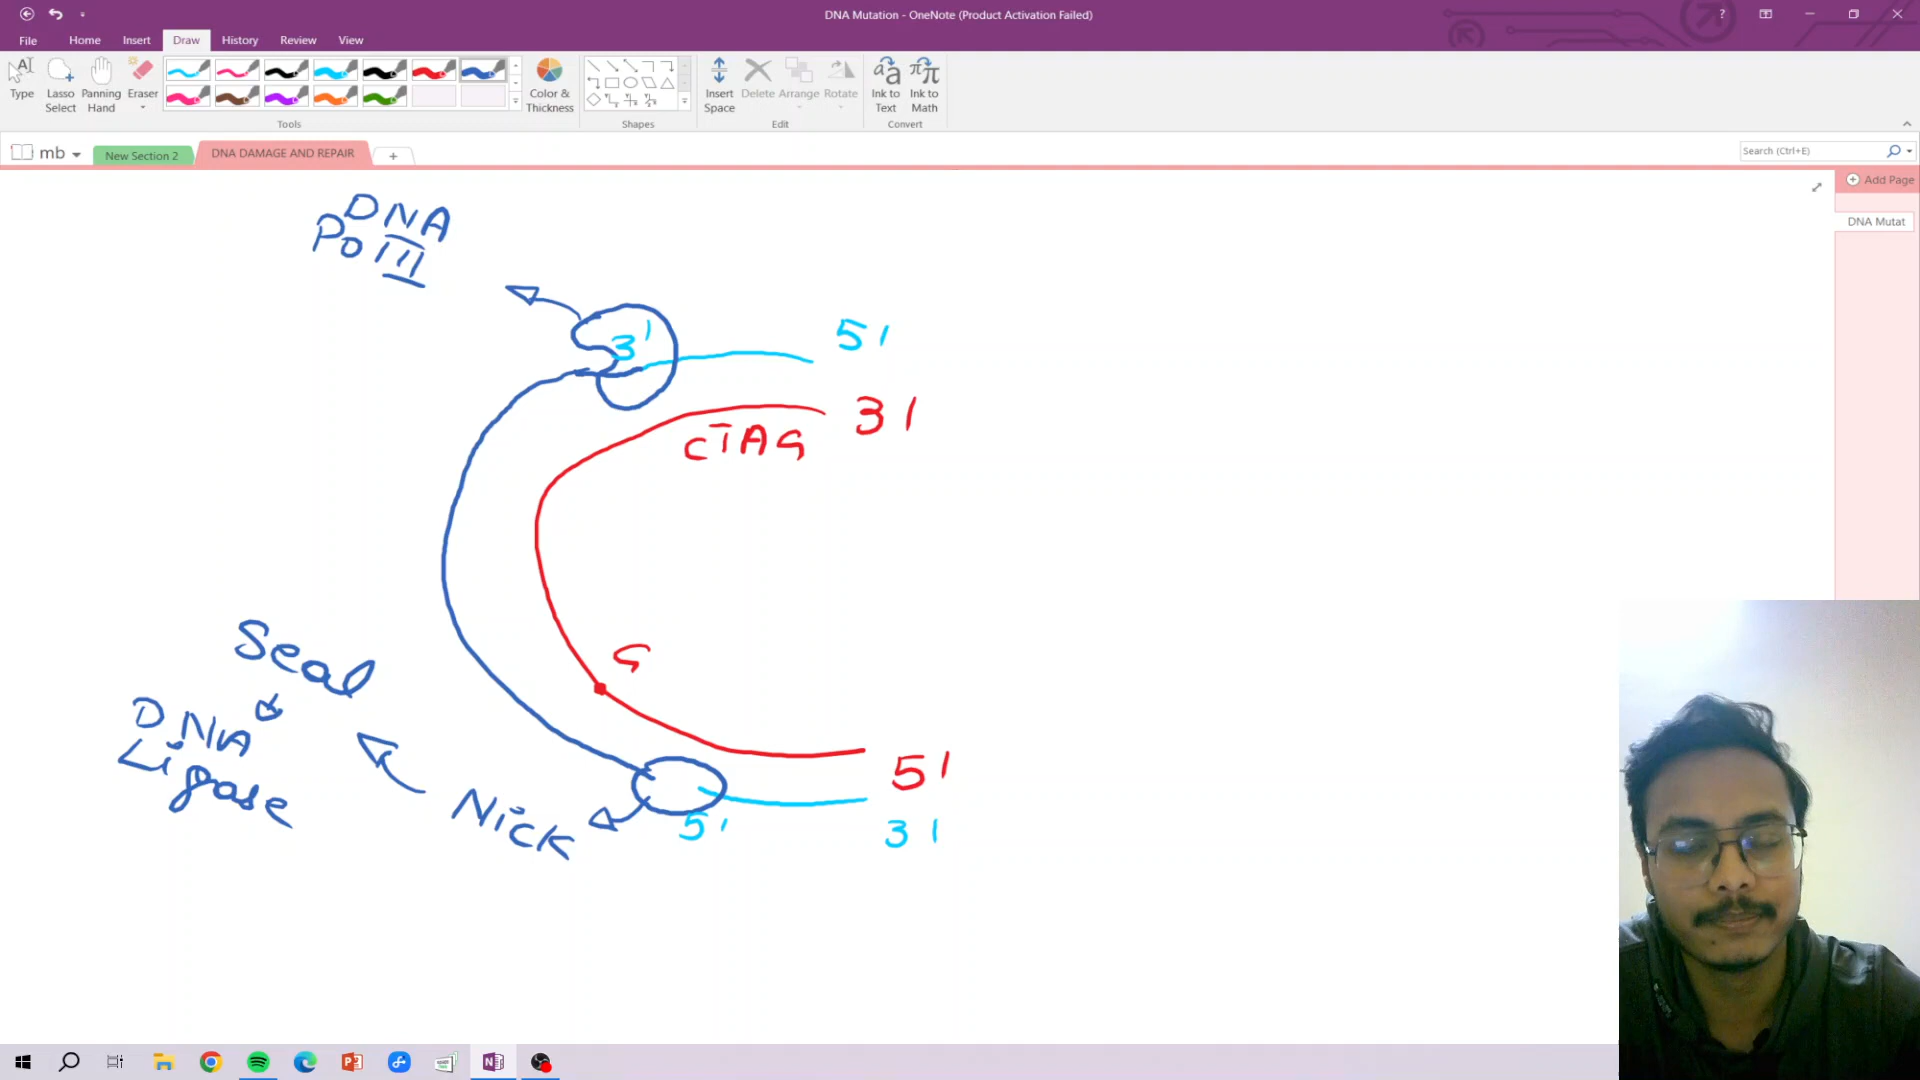 DNA Mutation - OneNote (Product Activation Failed)
File Home Insert Draw History Review View
Type
Lasso Select
Panning Hand
Eraser
Color & Thickness
Insert Space
Delete
Arrange
Rotate
Ink to Text
Ink to Math
Tools
Shapes
Edit
Convert
mb
New Section 2
DNA DAMAGE AND REPAIR
Search (Ctrl+E)
Add Page
DNA Mutat
DNA
Pol III
3'
5'
3'
CTAG
G
Seal
DNA
Ligase
Nick
5'
5'
3'